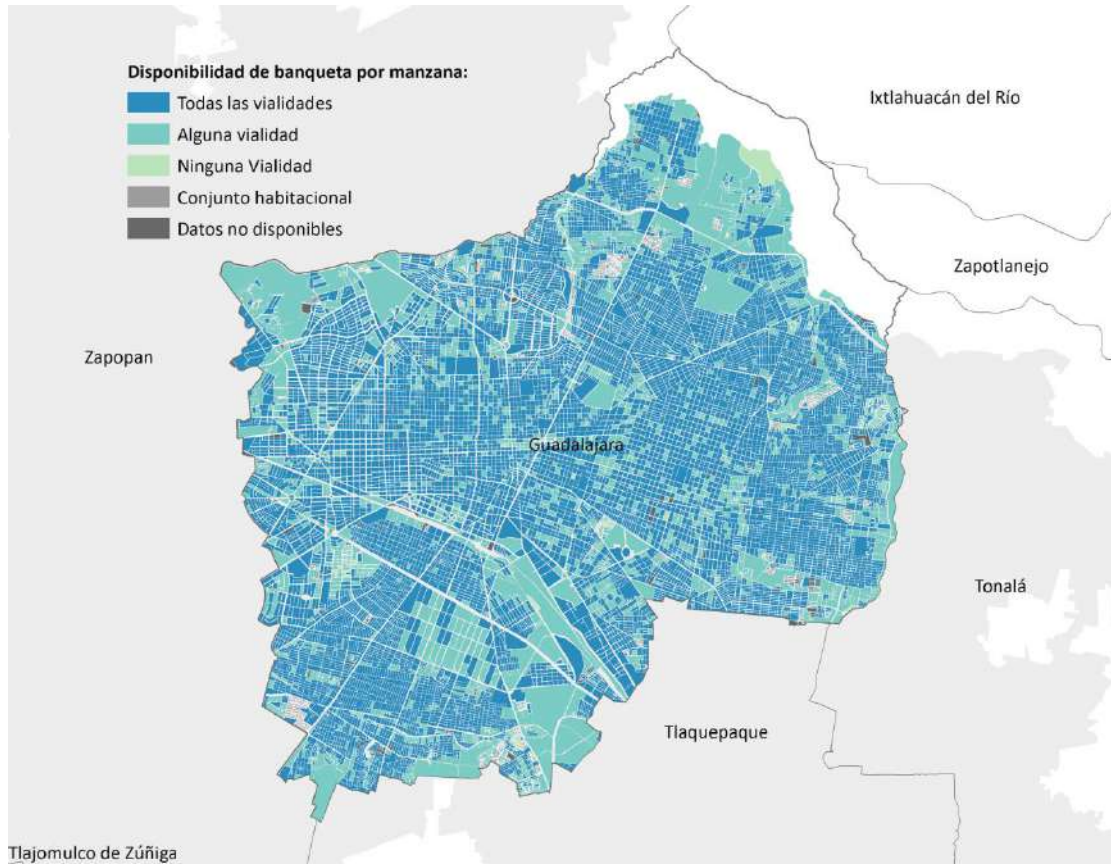 Disponibilidad de banqueta por manzana:
Todas las vialidades
Alguna vialidad
Ninguna Vialidad
Conjunto habitacional
Datos no disponibles
Ixtlahuacán del Río
Zapotlanejo
Zapopan
Guadalajara
Tonalá
Tlaquepaque
Tlajomulco de Zúñiga